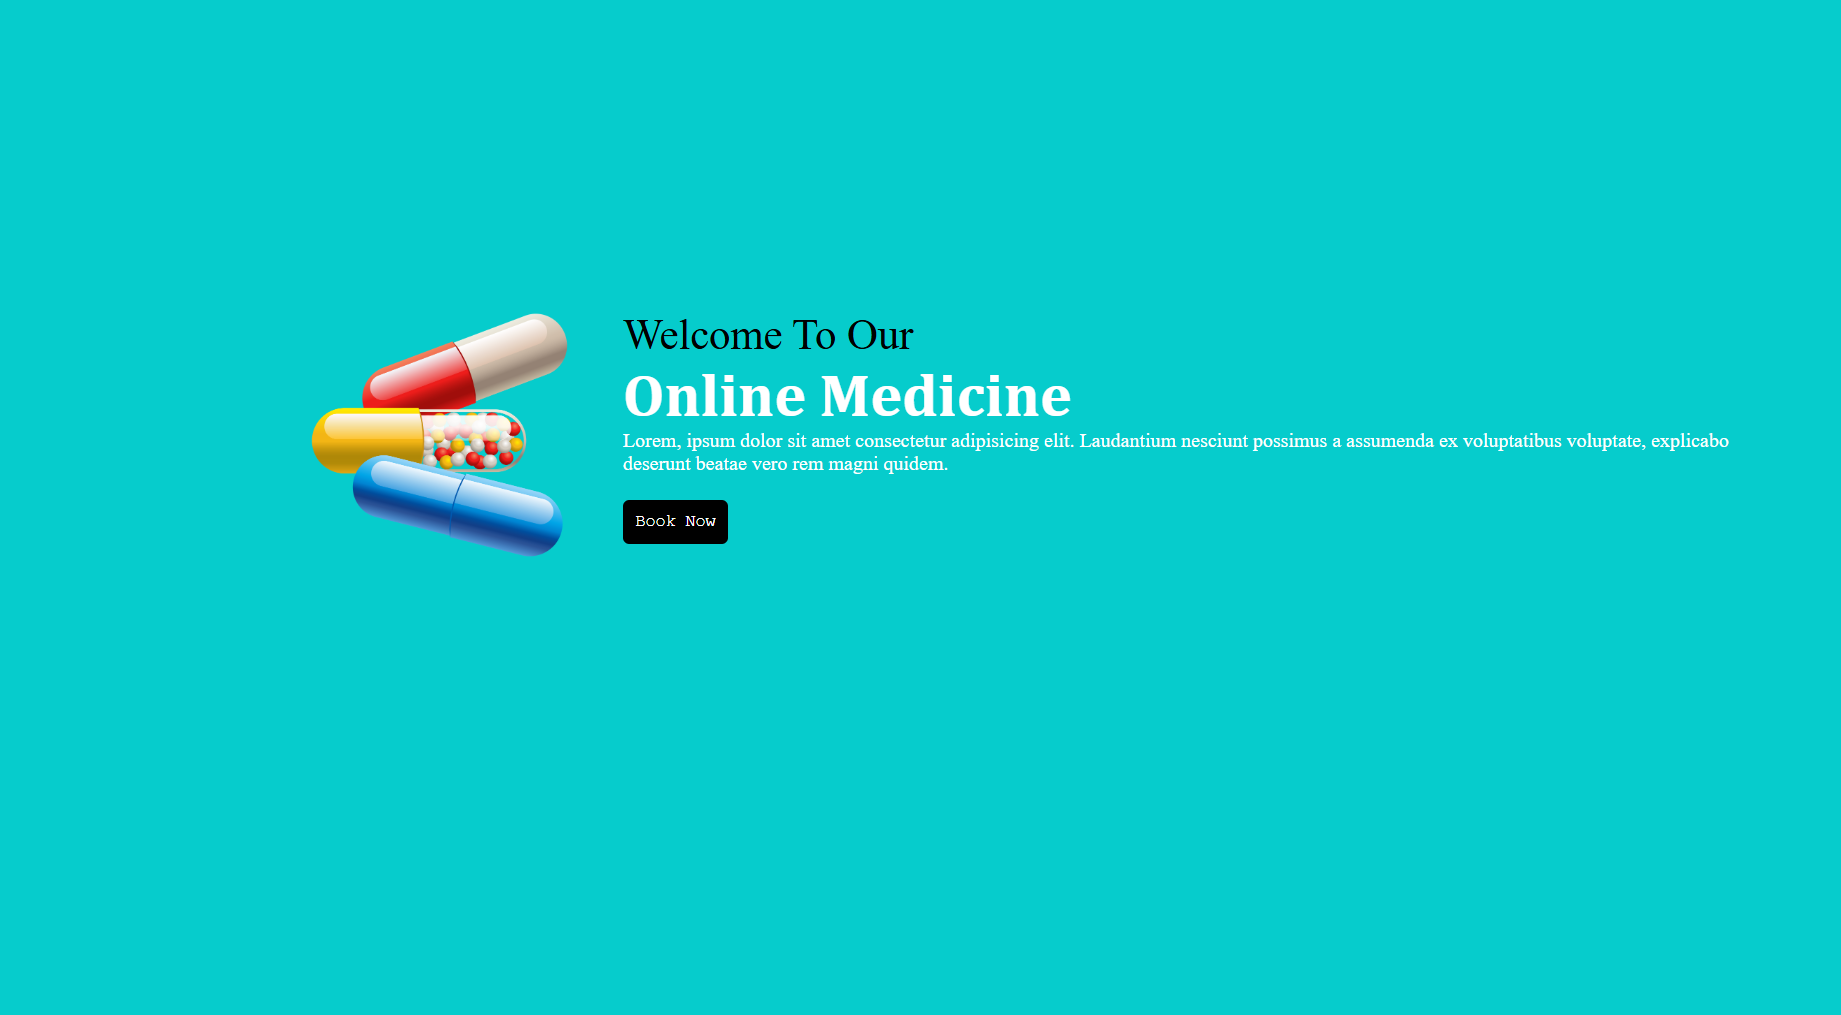 Welcome To Our
Online Medicine
Lorem, ipsum dolor sit amet consectetur adipisicing elit. Laudantium nesciunt possimus a assumenda ex voluptatibus voluptate, explicabo
deserunt beatae vero rem magni quidem.
Book Now